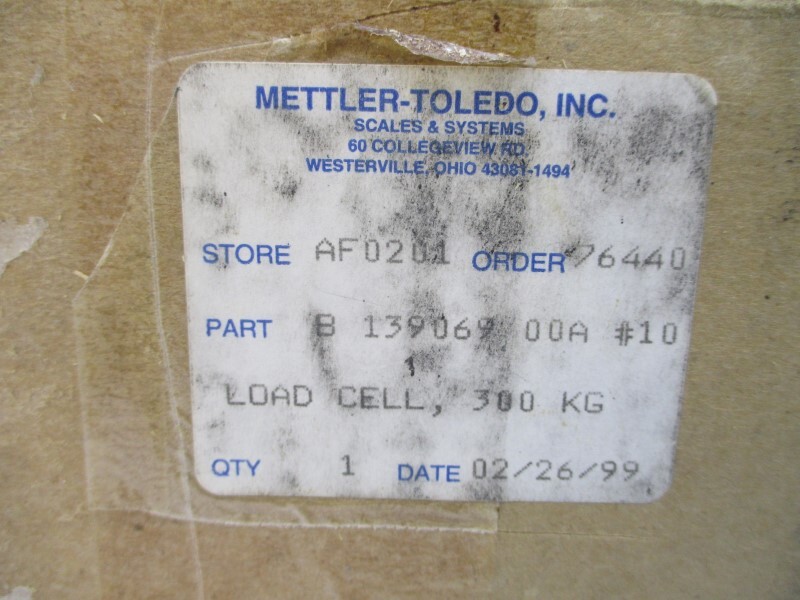 METTLER-TOLEDO, INC.
SCALES & SYSTEMS
60 COLLEGEVIEW RD.
WESTERVILLE, OHIO 43081-1494
STORE AF0201 ORDER 76440
PART B 139069 00A #10
1
LOAD CELL, 300 KG
QTY 1 DATE 02/26/99